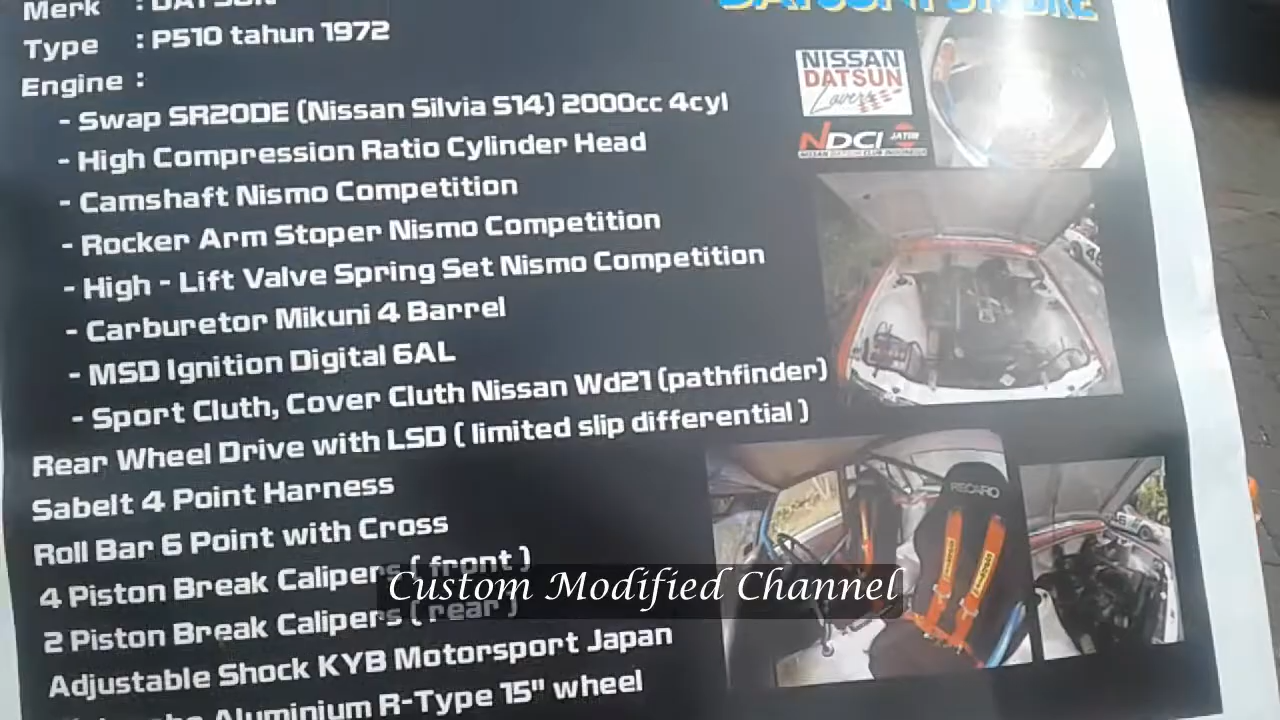 Merk : DATSUN
Type : P510 tahun 1972
Engine :
- Swap SR20DE (Nissan Silvia S14) 2000cc 4cyl
- High Compression Ratio Cylinder Head
- Camshaft Nismo Competition
- Rocker Arm Stoper Nismo Competition
- High - Lift Valve Spring Set Nismo Competition
- Carburetor Mikuni 4 Barrel
- MSD Ignition Digital 6AL
- Sport Cluth, Cover Cluth Nissan Wd21 (pathfinder)
Rear Wheel Drive with LSD ( limited slip differential )
Sabelt 4 Point Harness
Roll Bar 6 Point with Cross
4 Piston Break Calipers ( front )
2 Piston Break Calipers ( rear )
Adjustable Shock KYB Motorsport Japan
Aluminium R-Type 15" wheel
NISSAN
DATSUN
Lovers
NDCI JATIM
NISSAN DATSUN CLUB INDONESIA
RECARO
Custom Modified Channel